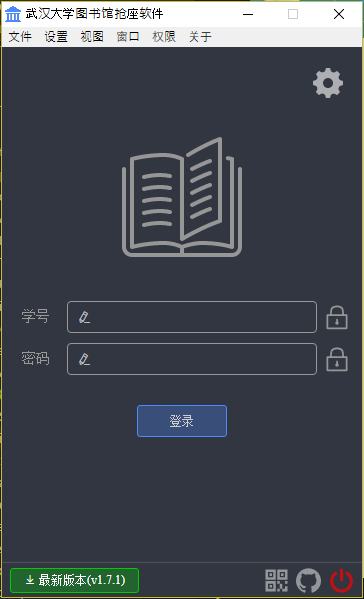 武汉大学图书馆抢座软件
文件 设置 视图 窗口 权限 关于
学号
密码
登录
最新版本(v1.7.1)